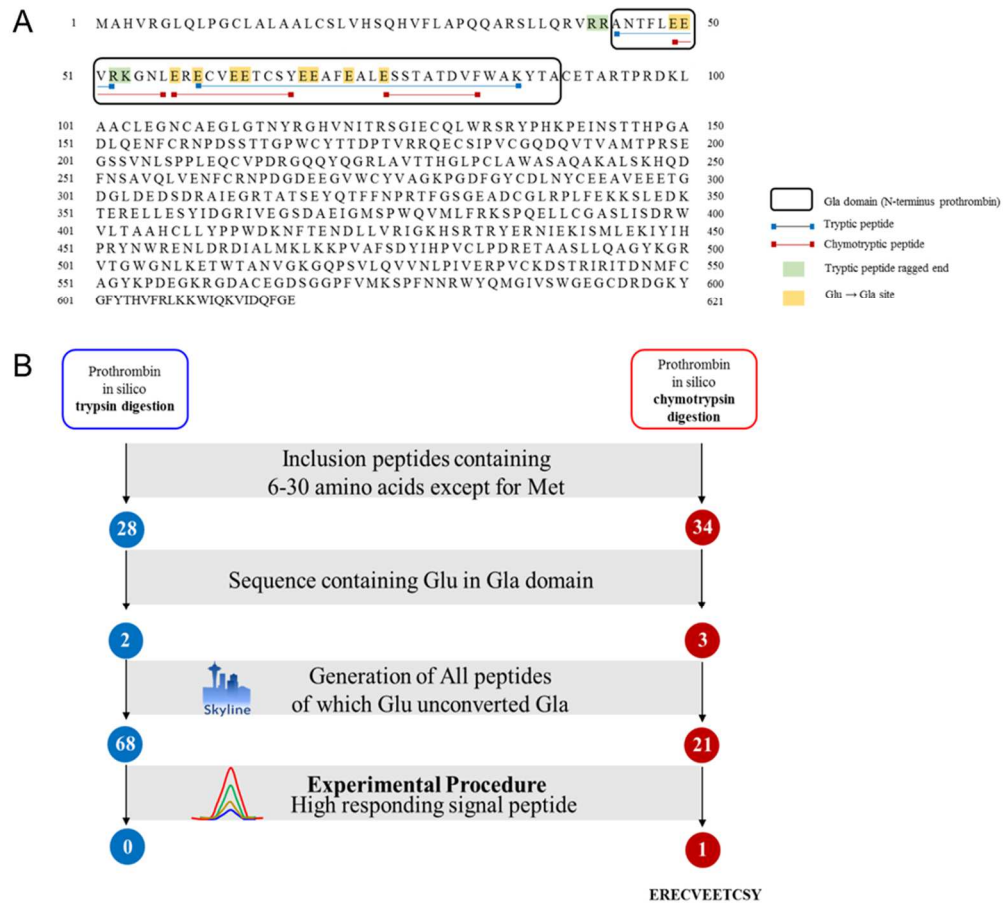 A
1 MAHVRGLQLPGCLALAALCSLVHSQHVFLAPQQARSLLQRVRRANTFLEE 50
51 VRKGNLERECVEETCSYEEAFEALESSTATDVFWAKYTACETARTPRDKL 100
101 AACLEGNCAEGLGTNYRGHVNITRSGIECQLWRSRYPHKPEINSTTHPGA 150
151 DLQENFCRNPDSSTTGPWCYTTDPTVRRQECSIPVCGQDQVTVAMTPRSE 200
201 GSSVNLSPPLEQCVPDRGQQYQGRLAVTTHGLPCLAWASAQAKALSKHQD 250
251 FNSAVQLVENFCRNPDGDEEGVWCYVAGKPGDFGYCDLNYCEEAVEEETG 300
301 DGLDEDSDRAIEGRTATSEYQTFFNPRTFGSGEADCGLRPLFEKKSLEDK 350
351 TERELLESYIDGRIVEGSDAEIGMSPWQVMLFRKSPQELLCGASLISDRW 400
401 VLTAAHCLLYPPWDKNFTENDLLVRIGKHSRTRYERNIEKISMLEKIYIH 450
451 PRYNWRENLDRDIALMKLKKPVAFSDYIHPVCLPDRETAASLLQAGYKGR 500
501 VTGWGNLKETWTANVGKGQPSVLQVVNLPIVERPVCKDSTRIRITDNMFC 550
551 AGYKPDEGKRGDACEGDSGGPFVMKSPFNNRWYQMGIVSWGEGCDRDGKY 600
601 GFYTHVFRLKKWIQKVIDQFGE 621
Gla domain (N-terminus prothrombin)
Tryptic peptide
Chymotryptic peptide
Tryptic peptide ragged end
Glu → Gla site
B
Prothrombin
in silico
trypsin digestion
Prothrombin
in silico
chymotrypsin
digestion
Inclusion peptides containing
6-30 amino acids except for Met
28
34
Sequence containing Glu in Gla domain
2
3
Skyline
Generation of All peptides
of which Glu unconverted Gla
68
21
Experimental Procedure
High responding signal peptide
0
1
ERECVEETCSY